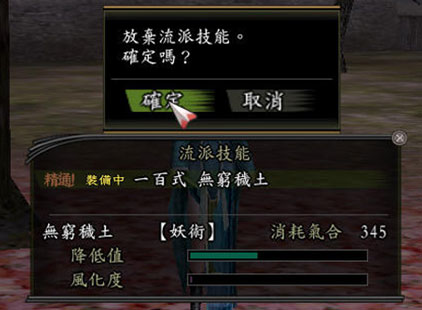 放棄流派技能。
確定嗎？
確定 取消
流派技能
精通! 裝備中 一百式 無窮穢土
無窮穢土 【妖術】 消耗氣合 345
降低值
風化度